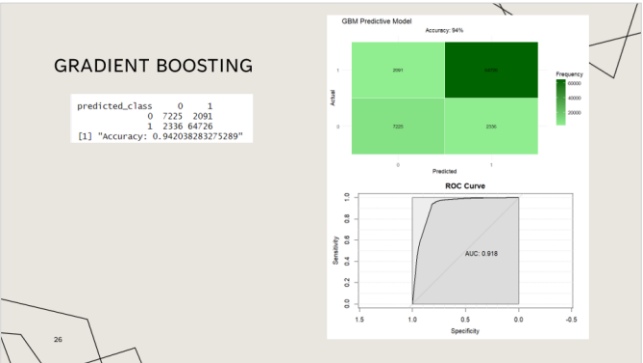 GRADIENT BOOSTING
predicted_class 0 1
0 7225 2091
1 2336 64726
[1] "Accuracy: 0.942038283275289"
GBM Predictive Model
Accuracy: 94%
Actual
1
0
2091
7225
2336
0
1
Predicted
Frequency
60000
40000
20000
ROC Curve
Sensitivity
1.0
0.8
0.6
0.4
0.2
0.0
AUC: 0.918
1.5
1.0
0.5
0.0
-0.5
Specificity
26